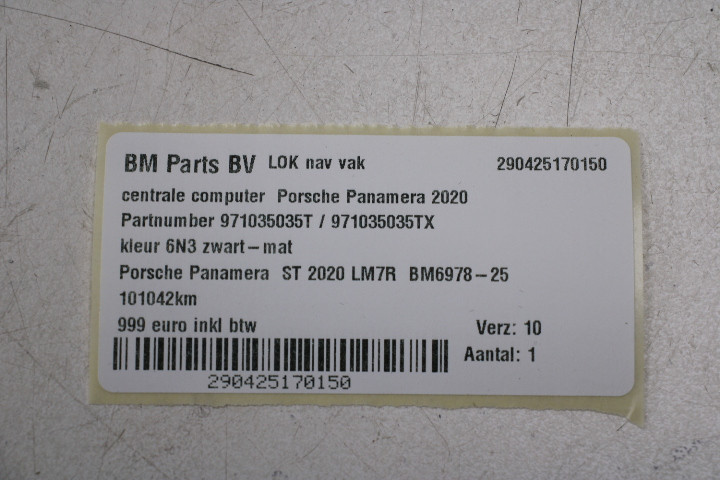 BM Parts BV LOK nav vak 290425170150
centrale computer Porsche Panamera 2020
Partnumber 971035035T / 971035035TX
kleur 6N3 zwart-mat
Porsche Panamera ST 2020 LM7R BM6978-25
101042km
999 euro inkl btw Verz: 10
Aantal: 1
290425170150